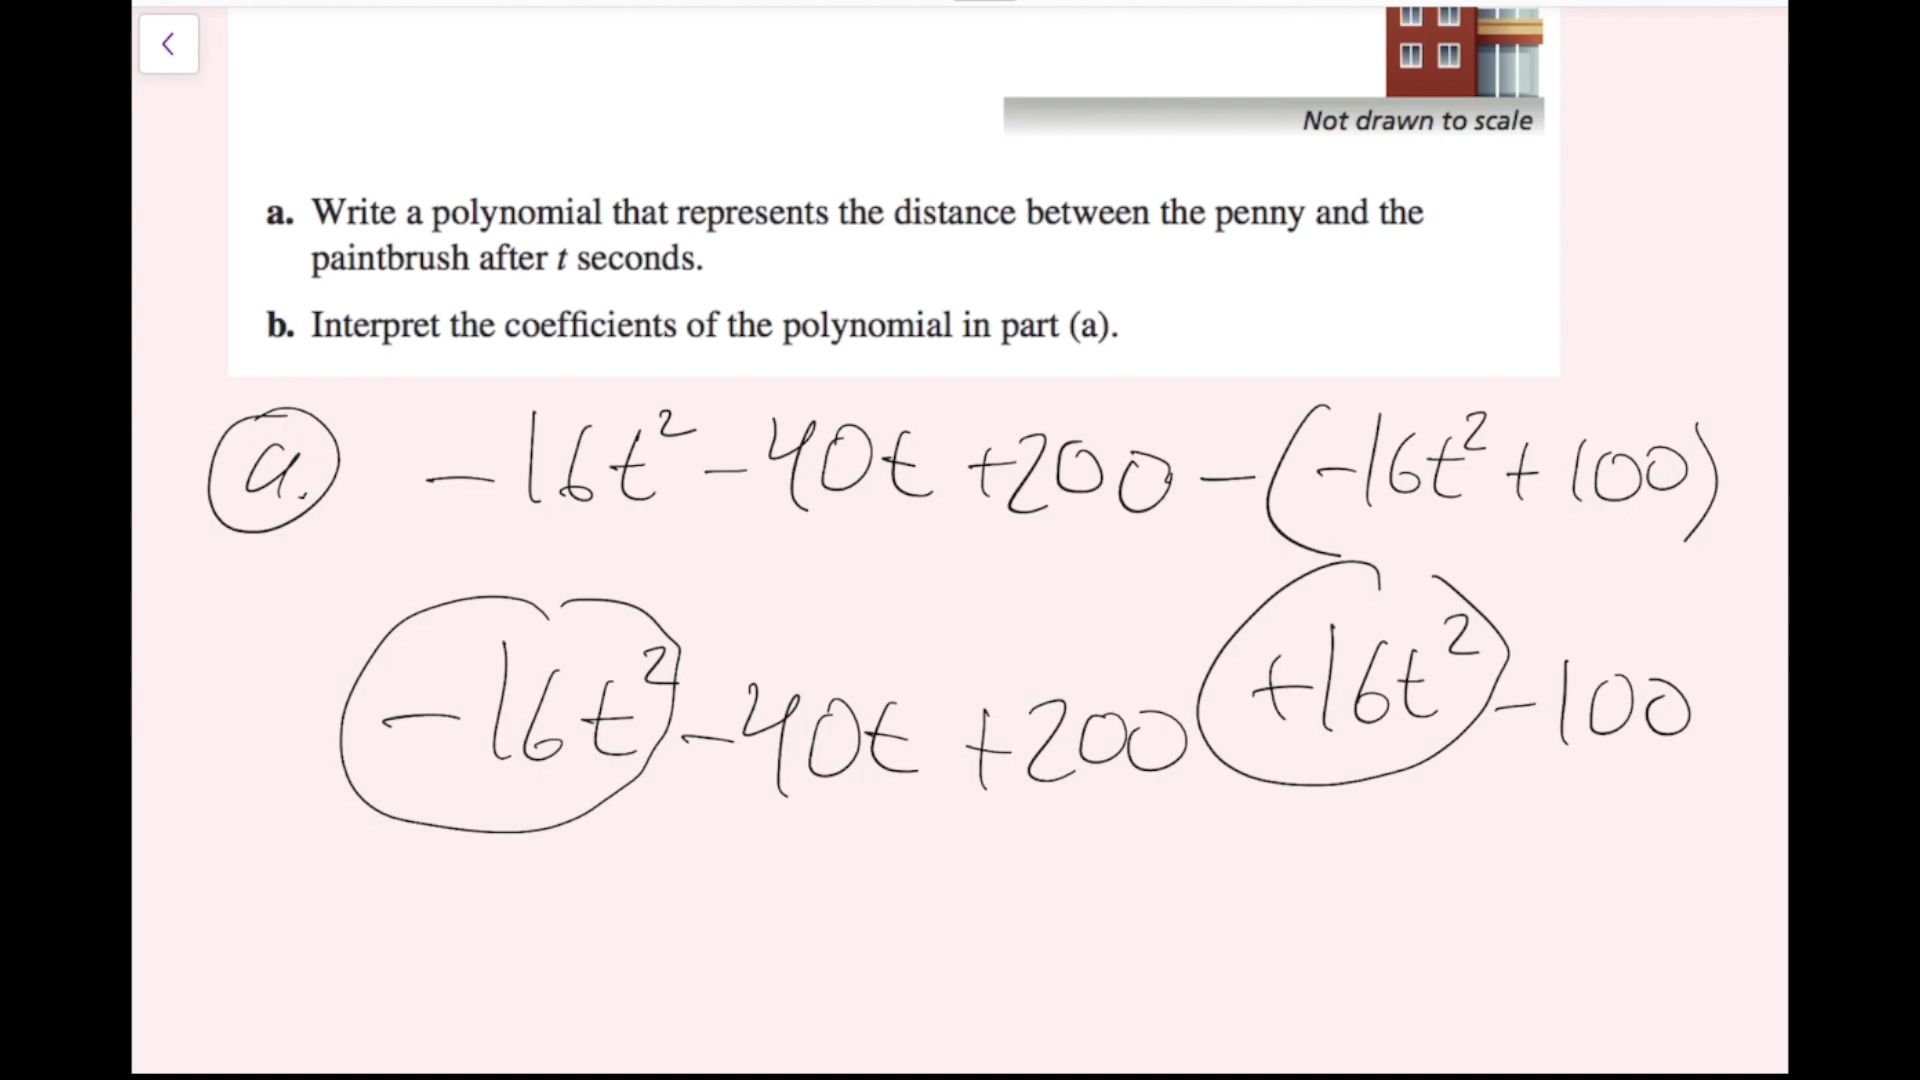 Not drawn to scale
a. Write a polynomial that represents the distance between the penny and the
paintbrush after t seconds.
b. Interpret the coefficients of the polynomial in part (a).
a. -16t² -40t +200 -(-16t² + 100)
-16t² -40t +200 +16t² -100